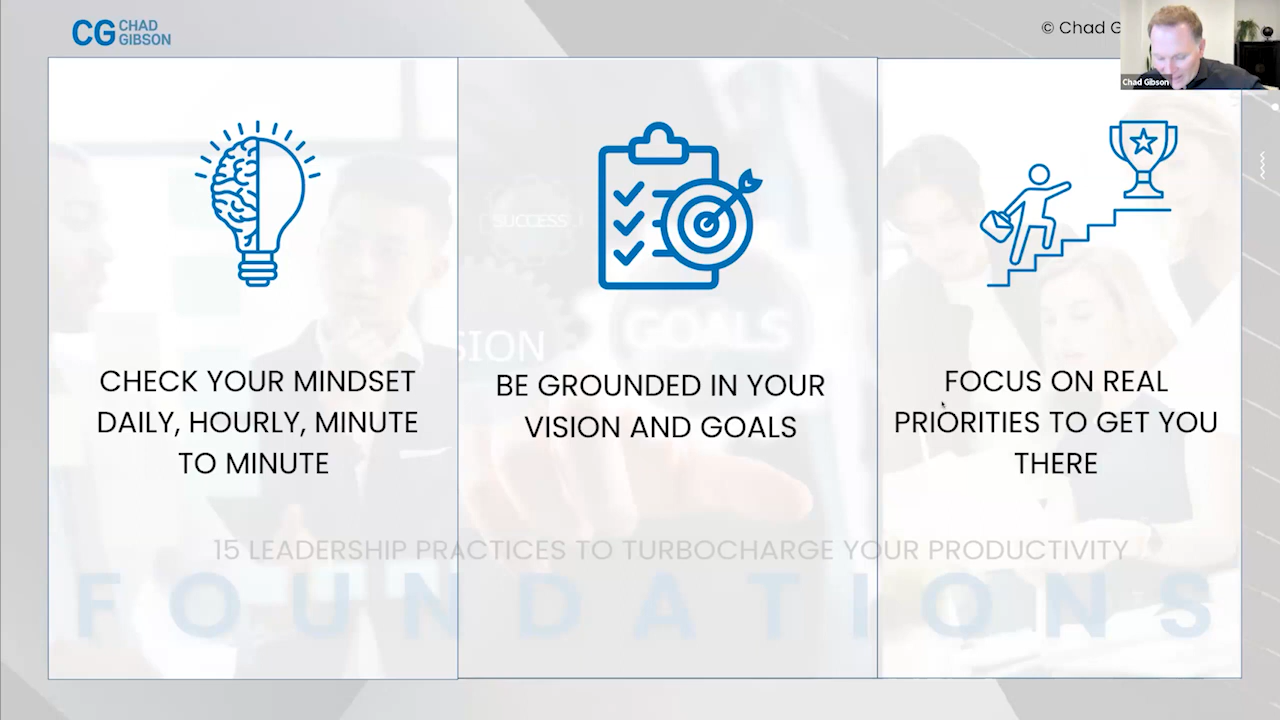 CG CHAD
GIBSON
© Chad G
Chad Gibson
SUCCESS
SION
GOALS
CHECK YOUR MINDSET
DAILY, HOURLY, MINUTE
TO MINUTE
BE GROUNDED IN YOUR
VISION AND GOALS
FOCUS ON REAL
PRIORITIES TO GET YOU
THERE
15 LEADERSHIP PRACTICES TO TURBOCHARGE YOUR PRODUCTIVITY
FOUNDATIONS